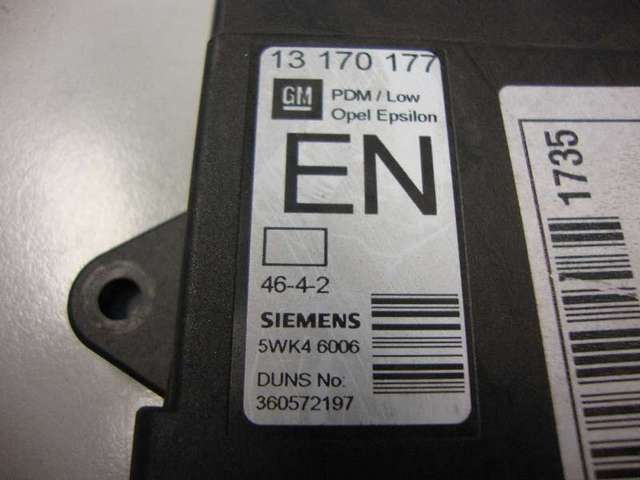 13 170 177
GM PDM / Low
Opel Epsilon
EN
46-4-2
SIEMENS
5WK4 6006
DUNS No:
360572197
1735